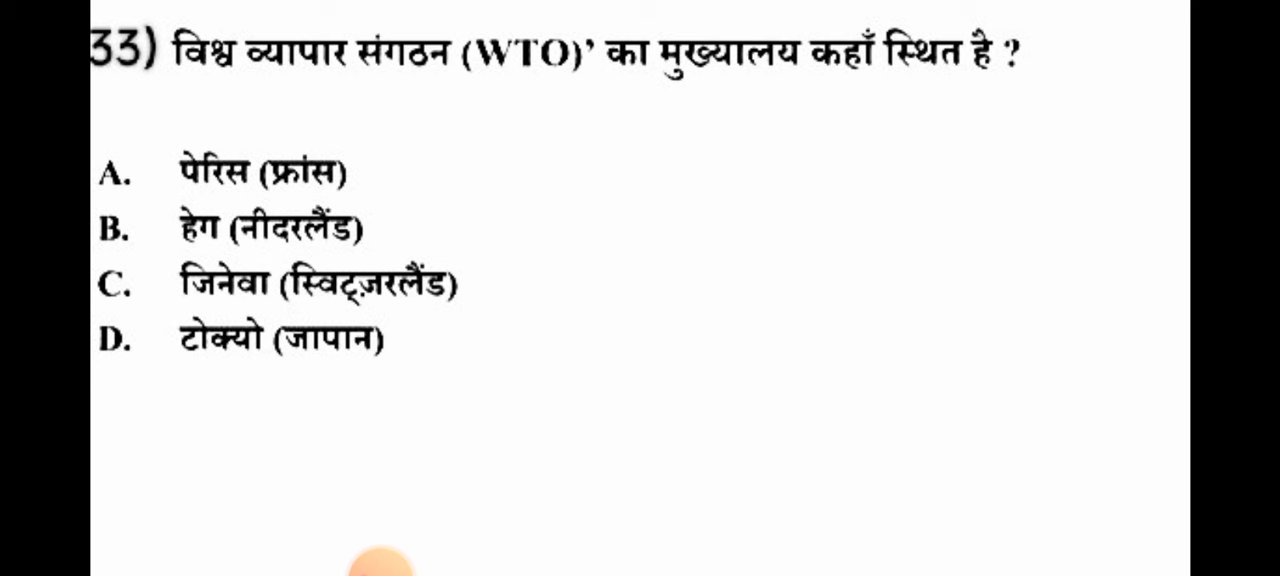 33) विश्व व्यापार संगठन (WTO)’ का मुख्यालय कहाँ स्थित है ?
A. पेरिस (फ्रांस)
B. हेग (नीदरलैंड)
C. जिनेवा (स्विट्ज़रलैंड)
D. टोक्यो (जापान)